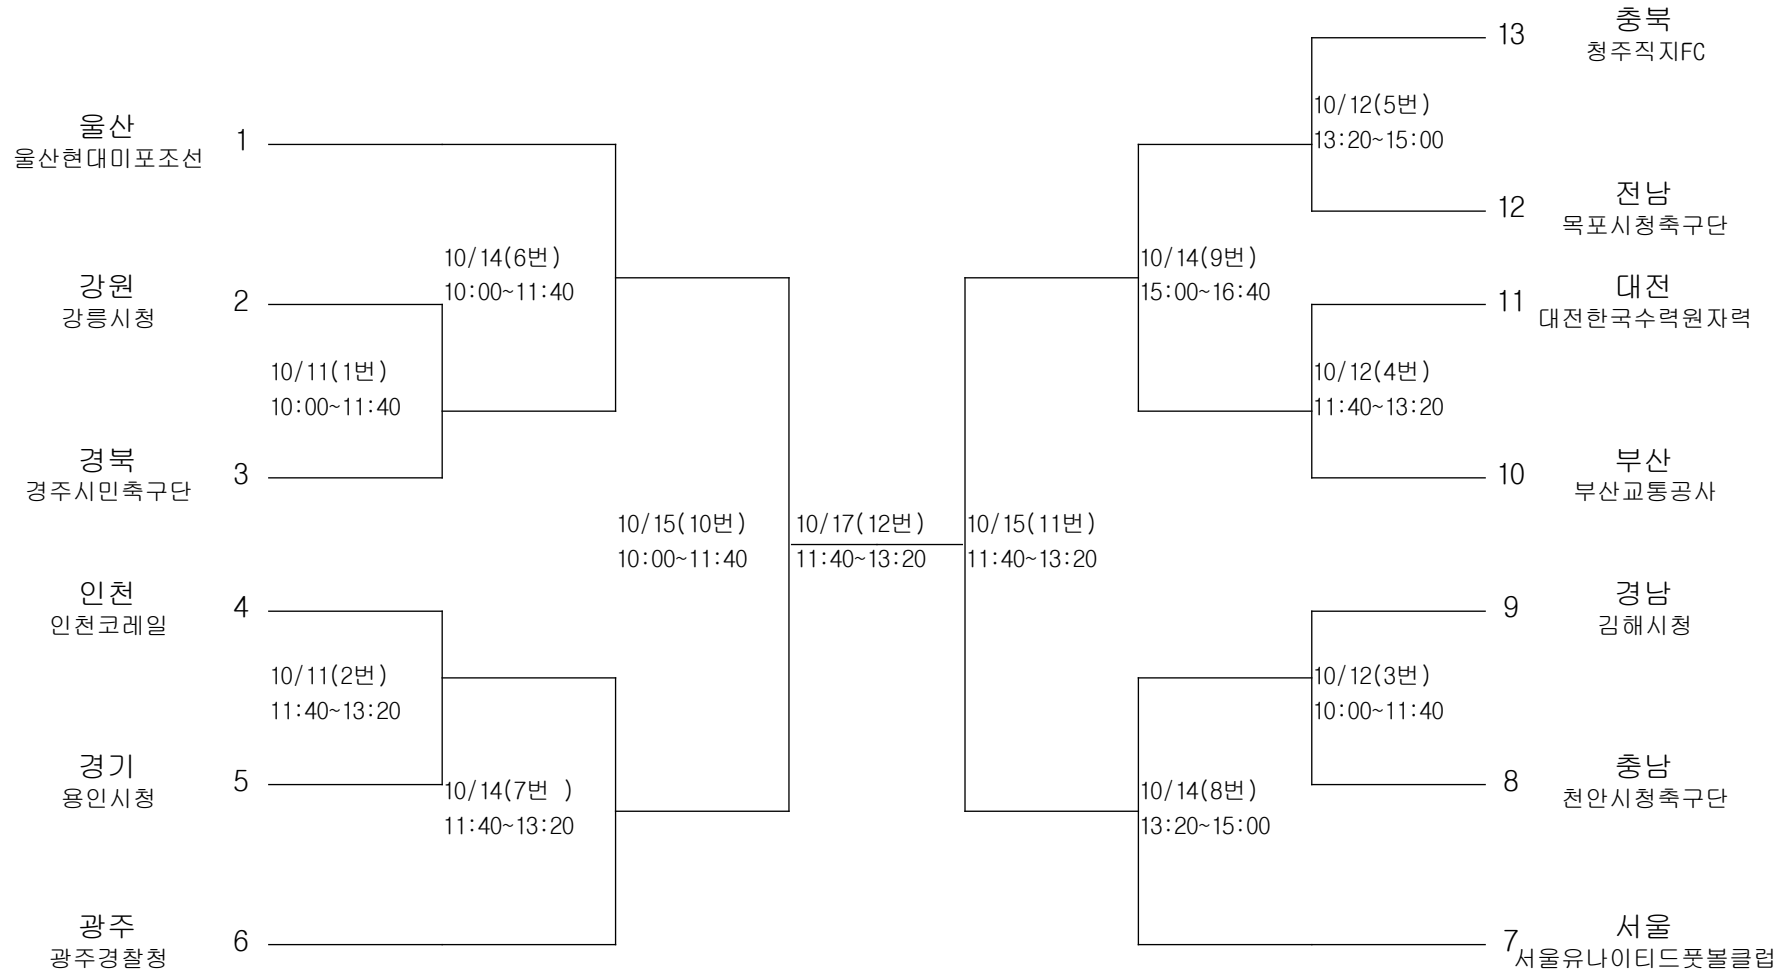 충북
13
청주직지FC
10/12(5번)
13:20~15:00
울산
1
울산현대미포조선
전남
12
목포시청축구단
10/14(6번)
10:00~11:40
10/14(9번)
15:00~16:40
강원
2
강릉시청
대전
11
대전한국수력원자력
10/11(1번)
10:00~11:40
10/12(4번)
11:40~13:20
경북
3
경주시민축구단
부산
10
부산교통공사
10/15(10번)
10:00~11:40
10/17(12번)
11:40~13:20
10/15(11번)
11:40~13:20
인천
4
인천코레일
경남
9
김해시청
10/11(2번)
11:40~13:20
10/12(3번)
10:00~11:40
경기
5
용인시청
충남
8
천안시청축구단
10/14(7번 )
11:40~13:20
10/14(8번)
13:20~15:00
광주
6
광주경찰청
서울
7
서울유나이티드풋볼클럽